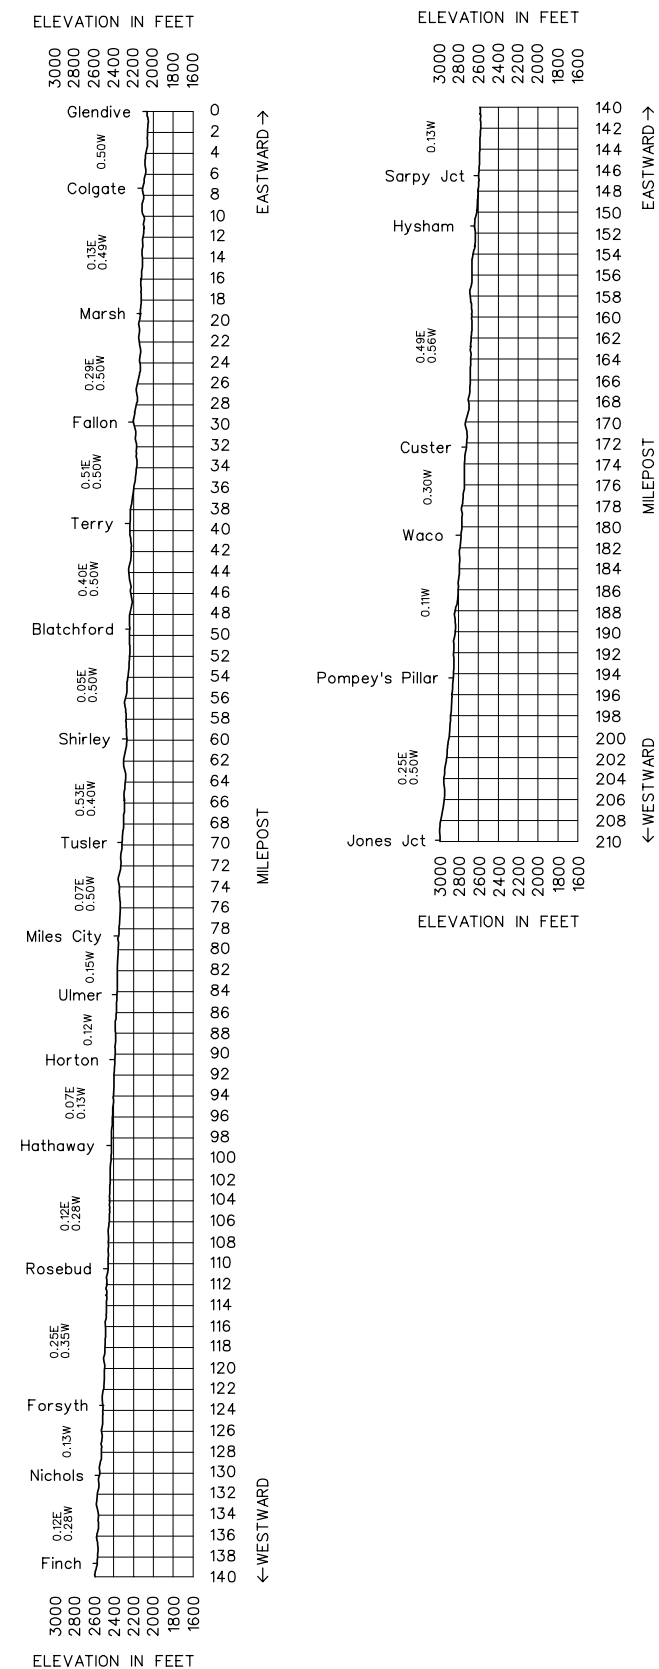 ELEVATION IN FEET
3000
2800
2600
2400
2200
2000
1800
1600
Glendive
0.50W
Colgate
0.13E
0.49W
Marsh
0.29E
0.50W
Fallon
0.51E
0.50W
Terry
0.40E
0.50W
Blatchford
0.05E
0.50W
Shirley
0.53E
0.40W
Tusler
0.07E
0.50W
Miles City
0.15W
Ulmer
0.12W
Horton
0.07E
0.13W
Hathaway
0.12E
0.28W
Rosebud
0.25E
0.35W
Forsyth
0.13W
Nichols
0.12E
0.28W
Finch
0
2
4
6
8
10
12
14
16
18
20
22
24
26
28
30
32
34
36
38
40
42
44
46
48
50
52
54
56
58
60
62
64
66
68
70
72
74
76
78
80
82
84
86
88
90
92
94
96
98
100
102
104
106
108
110
112
114
116
118
120
122
124
126
128
130
132
134
136
138
140
EASTWARD →
MILEPOST
← WESTWARD
3000
2800
2600
2400
2200
2000
1800
1600
ELEVATION IN FEET
ELEVATION IN FEET
3000
2800
2600
2400
2200
2000
1800
1600
0.13W
Sarpy Jct
Hysham
0.49E
0.56W
Custer
0.30W
Waco
0.11W
Pompey's Pillar
0.25E
0.50W
Jones Jct
140
142
144
146
148
150
152
154
156
158
160
162
164
166
168
170
172
174
176
178
180
182
184
186
188
190
192
194
196
198
200
202
204
206
208
210
EASTWARD →
MILEPOST
← WESTWARD
3000
2800
2600
2400
2200
2000
1800
1600
ELEVATION IN FEET